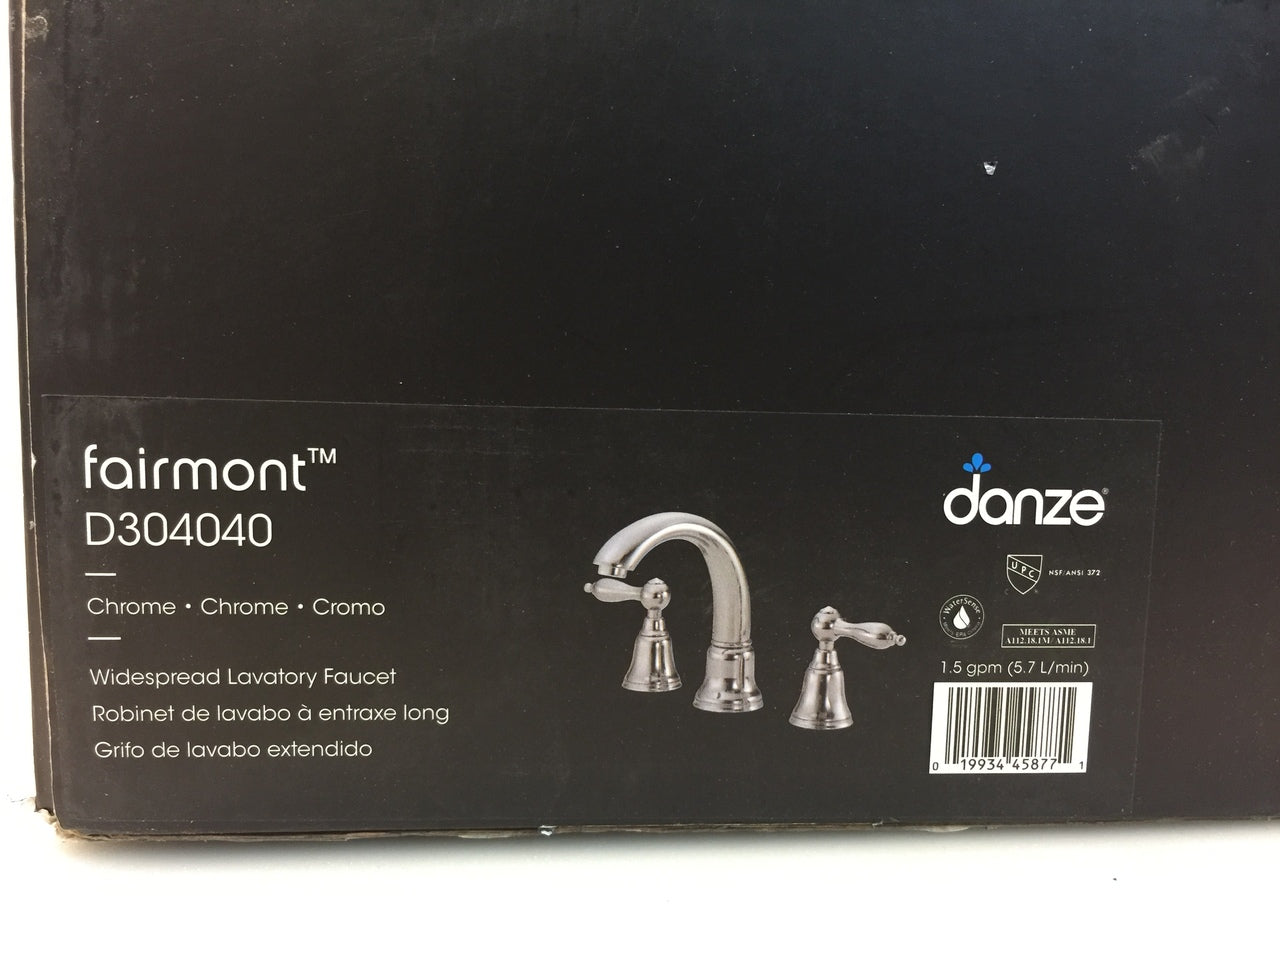 fairmont™
D304040
Chrome • Chrome • Cromo
Widespread Lavatory Faucet
Robinet de lavabo à entraxe long
Grifo de lavabo extendido
danze®
UPC
NSF/ANSI 372
WaterSense
MEETS ASME
A112.18.1M/A112.18.1
1.5 gpm (5.7 L/min)
0 19934 45877 1